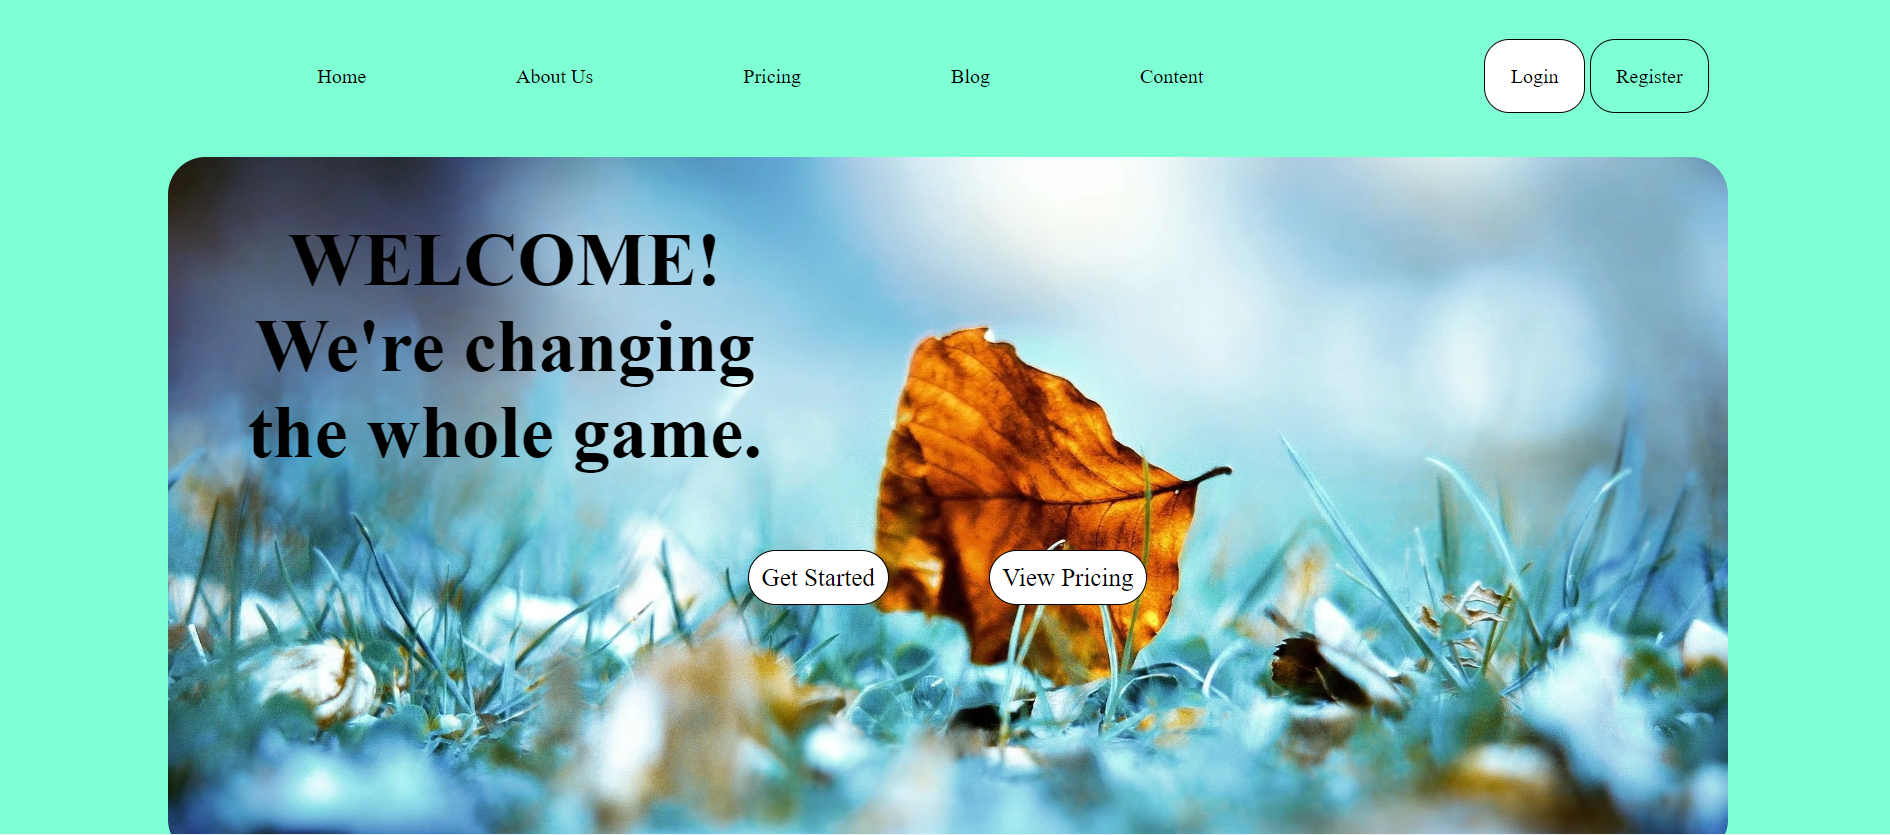 Home About Us Pricing Blog Content Login Register
WELCOME!
We're changing
the whole game.
Get Started View Pricing